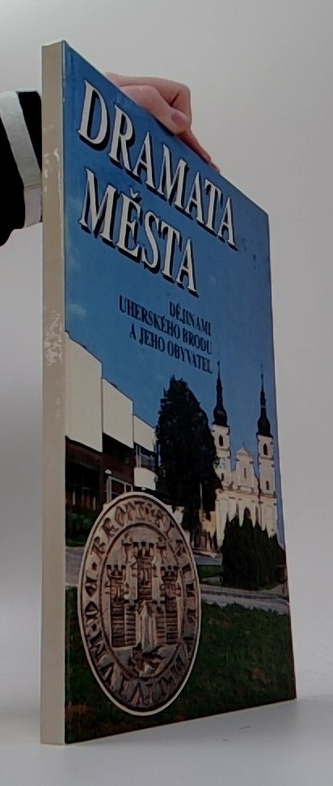 DRAMATA
MĚSTA
DĚJINAMI
UHERSKÉHO BRODU
A JEHO OBYVATEL